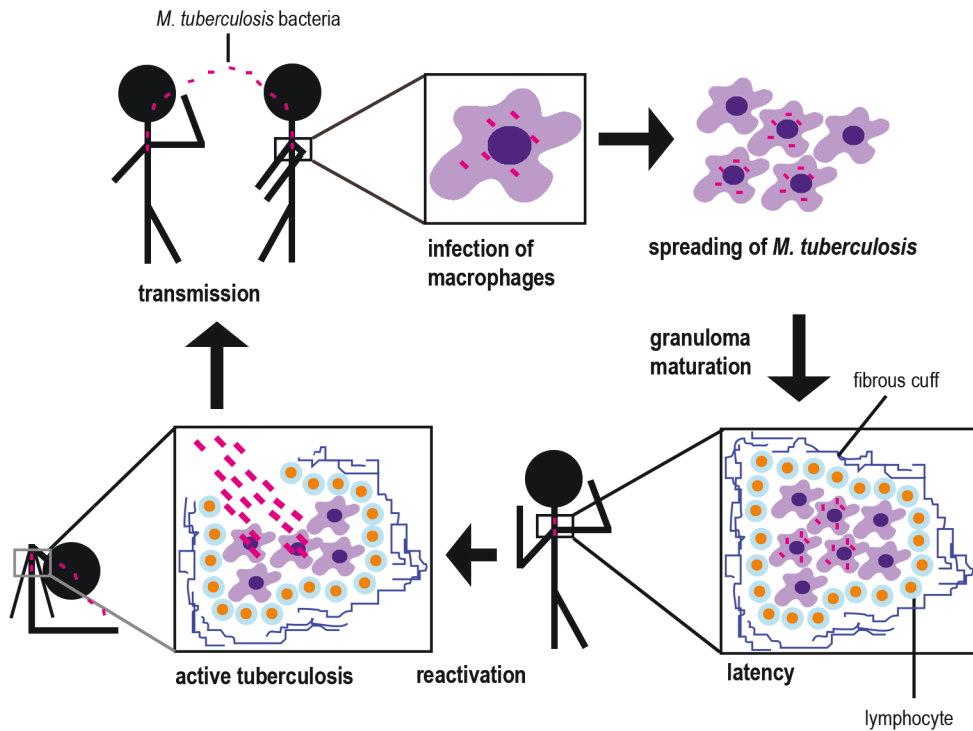 M. tuberculosis bacteria
infection of
macrophages
spreading of M. tuberculosis
transmission
granuloma
maturation
fibrous cuff
active tuberculosis
reactivation
latency
lymphocyte